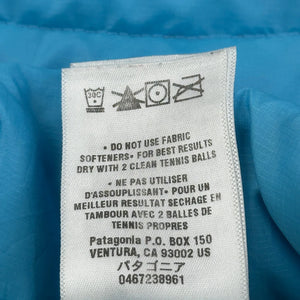 30C
• DO NOT USE FABRIC
SOFTENERS• FOR BEST RESULTS
DRY WITH 2 CLEAN TENNIS BALLS
• NE PAS UTILISER
D'ASSOUPLISSANT• POUR UN
MEILLEUR RESULTAT SECHAGE EN
TAMBOUR AVEC 2 BALLES DE
TENNIS PROPRES
Patagonia P.O. BOX 150
VENTURA, CA 93002 US
パタゴニア
0467238961